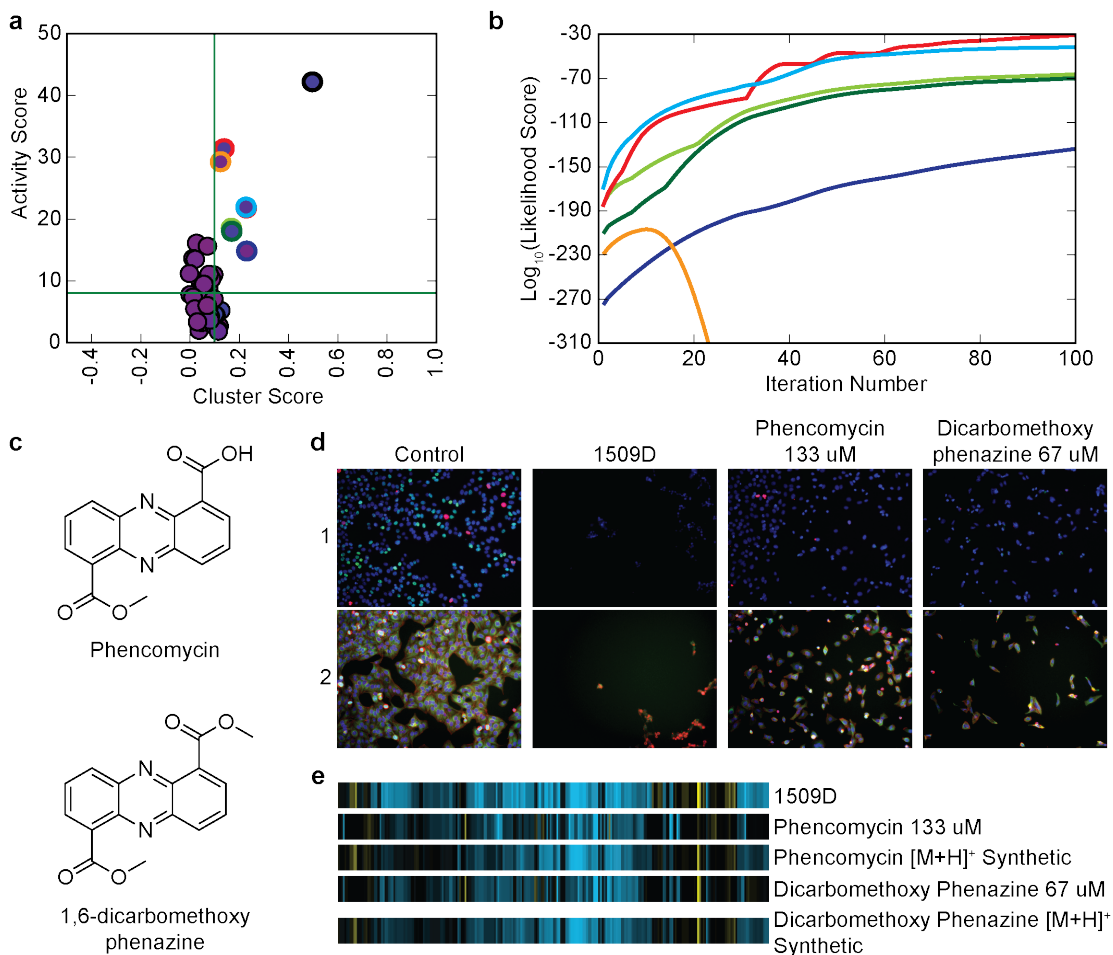 a
50
40
30
20
10
0
Activity Score
-0.4
-0.2
0.0
0.2
0.4
0.6
0.8
1.0
Cluster Score
b
-30
-70
-110
-150
-190
-230
-270
-310
Log10(Likelihood Score)
0
20
40
60
80
100
Iteration Number
c
O
OH
N
N
O
O
Phencomycin
O
O
N
N
O
O
1,6-dicarbomethoxy
phenazine
d
Control
1509D
Phencomycin
133 uM
Dicarbomethoxy
phenazine 67 uM
1
2
e
1509D
Phencomycin 133 uM
Phencomycin [M+H]+ Synthetic
Dicarbomethoxy Phenazine 67 uM
Dicarbomethoxy Phenazine [M+H]+
Synthetic